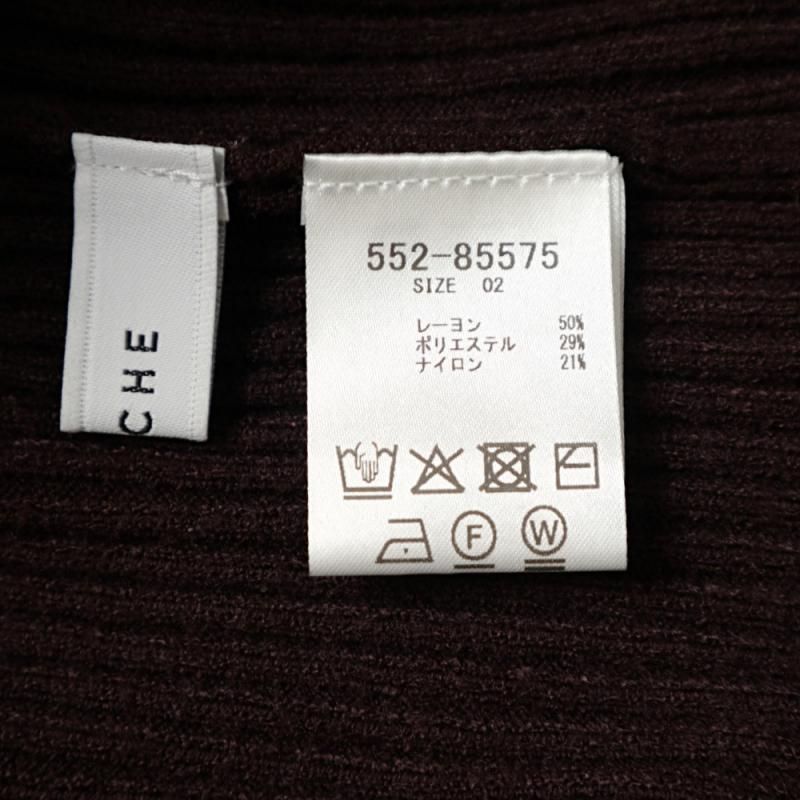 CHE
552-85575
SIZE 02
レーヨン 50%
ポリエステル 29%
ナイロン 21%
F W